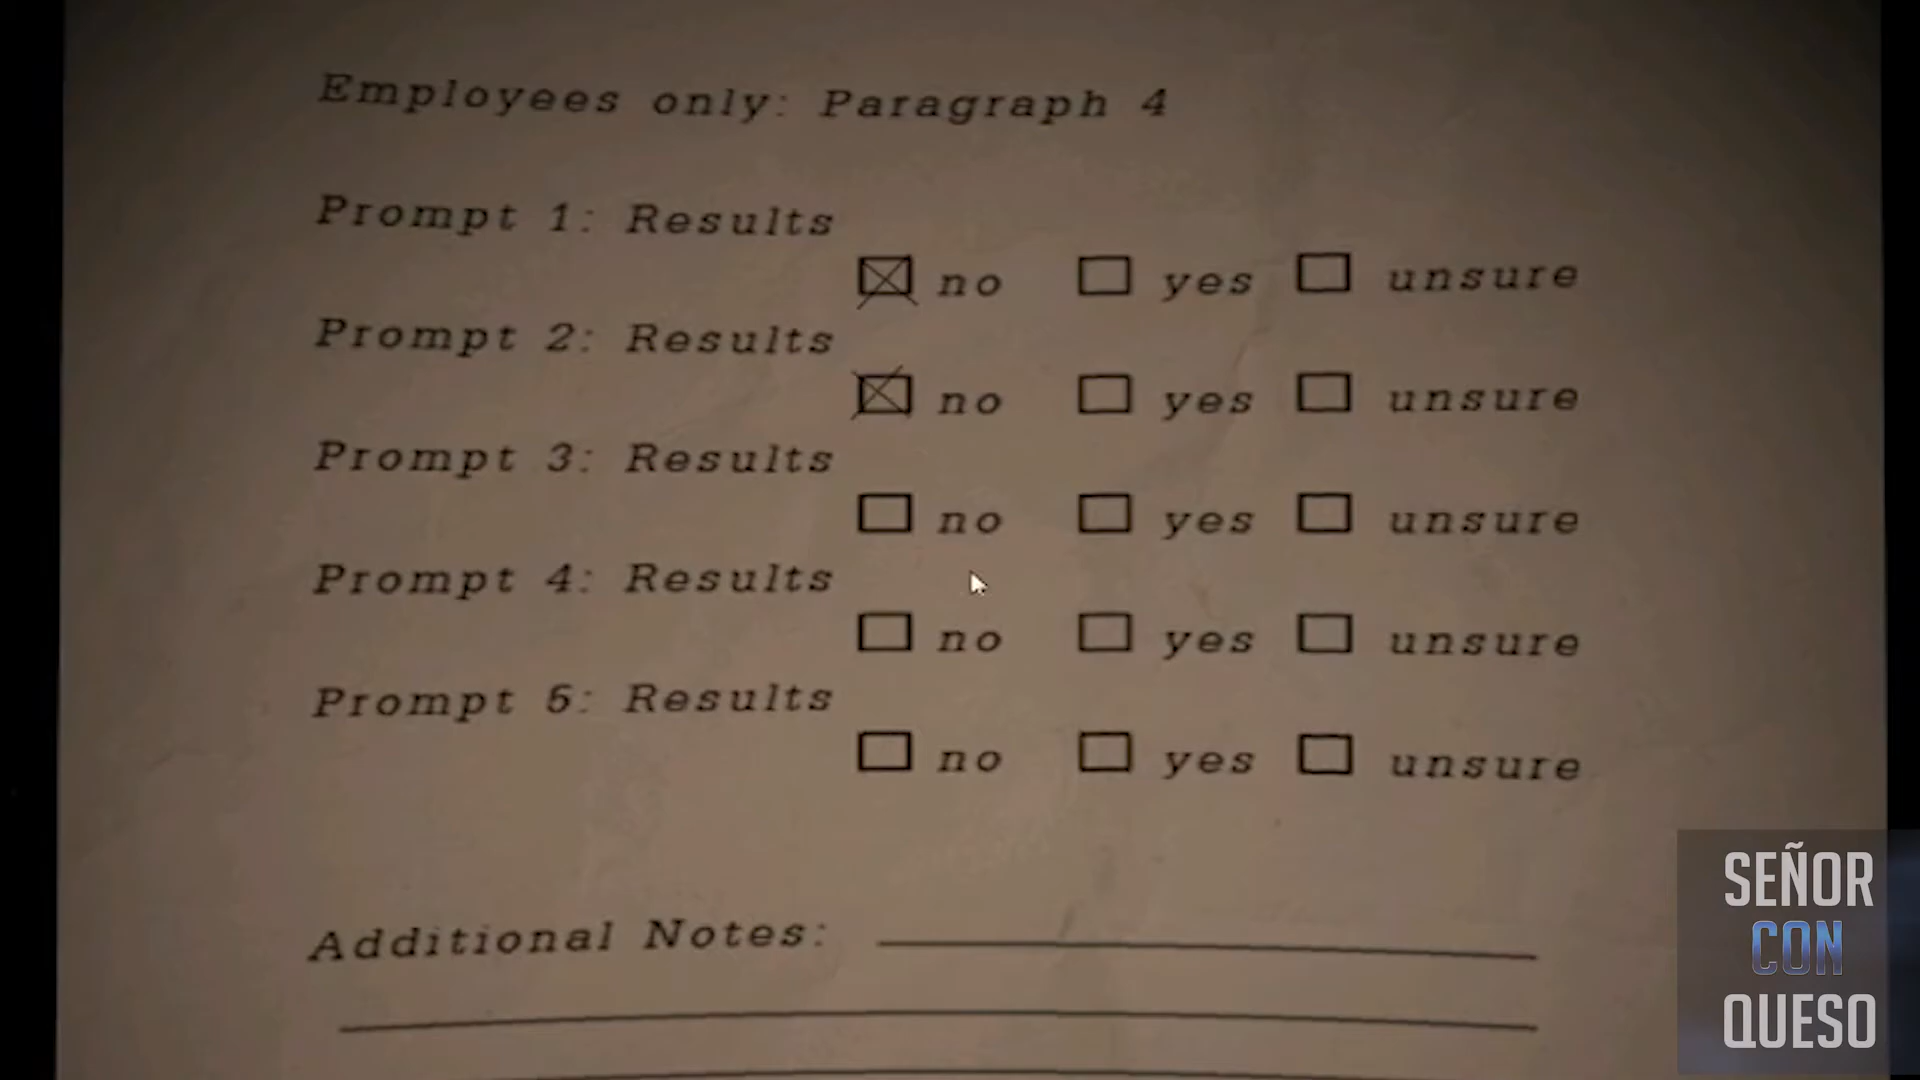 Employees only: Paragraph 4
Prompt 1: Results
no yes unsure
Prompt 2: Results
no yes unsure
Prompt 3: Results
no yes unsure
Prompt 4: Results
no yes unsure
Prompt 5: Results
no yes unsure
Additional Notes:
SEÑOR
CON
QUESO